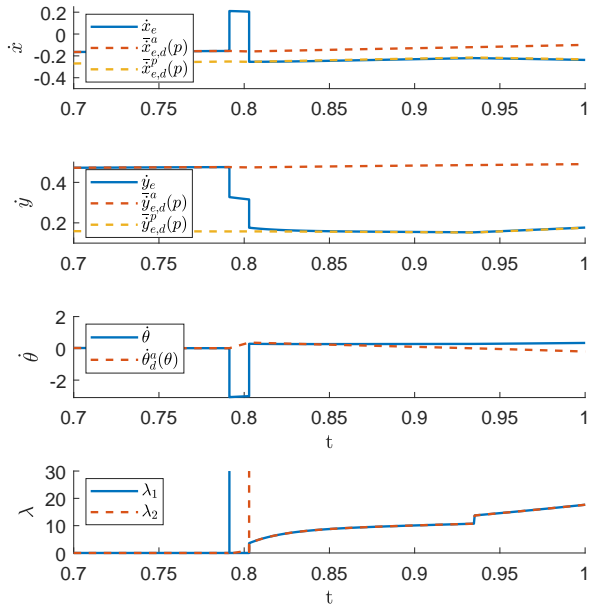 0.2
0
-0.2
-0.4
ẋ
ẋ_e
x̄̇^a_{e,d}(p)
x̄̇^p_{e,d}(p)
0.7 0.75 0.8 0.85 0.9 0.95 1
0.4
0.2
ẏ
ẏ_e
ȳ̇^a_{e,d}(p)
ȳ̇^p_{e,d}(p)
0.7 0.75 0.8 0.85 0.9 0.95 1
2
0
-2
θ̇
θ̇
θ̇^a_d(θ)
0.7 0.75 0.8 0.85 0.9 0.95 1
t
30
20
10
0
λ
λ_1
λ_2
0.7 0.75 0.8 0.85 0.9 0.95 1
t